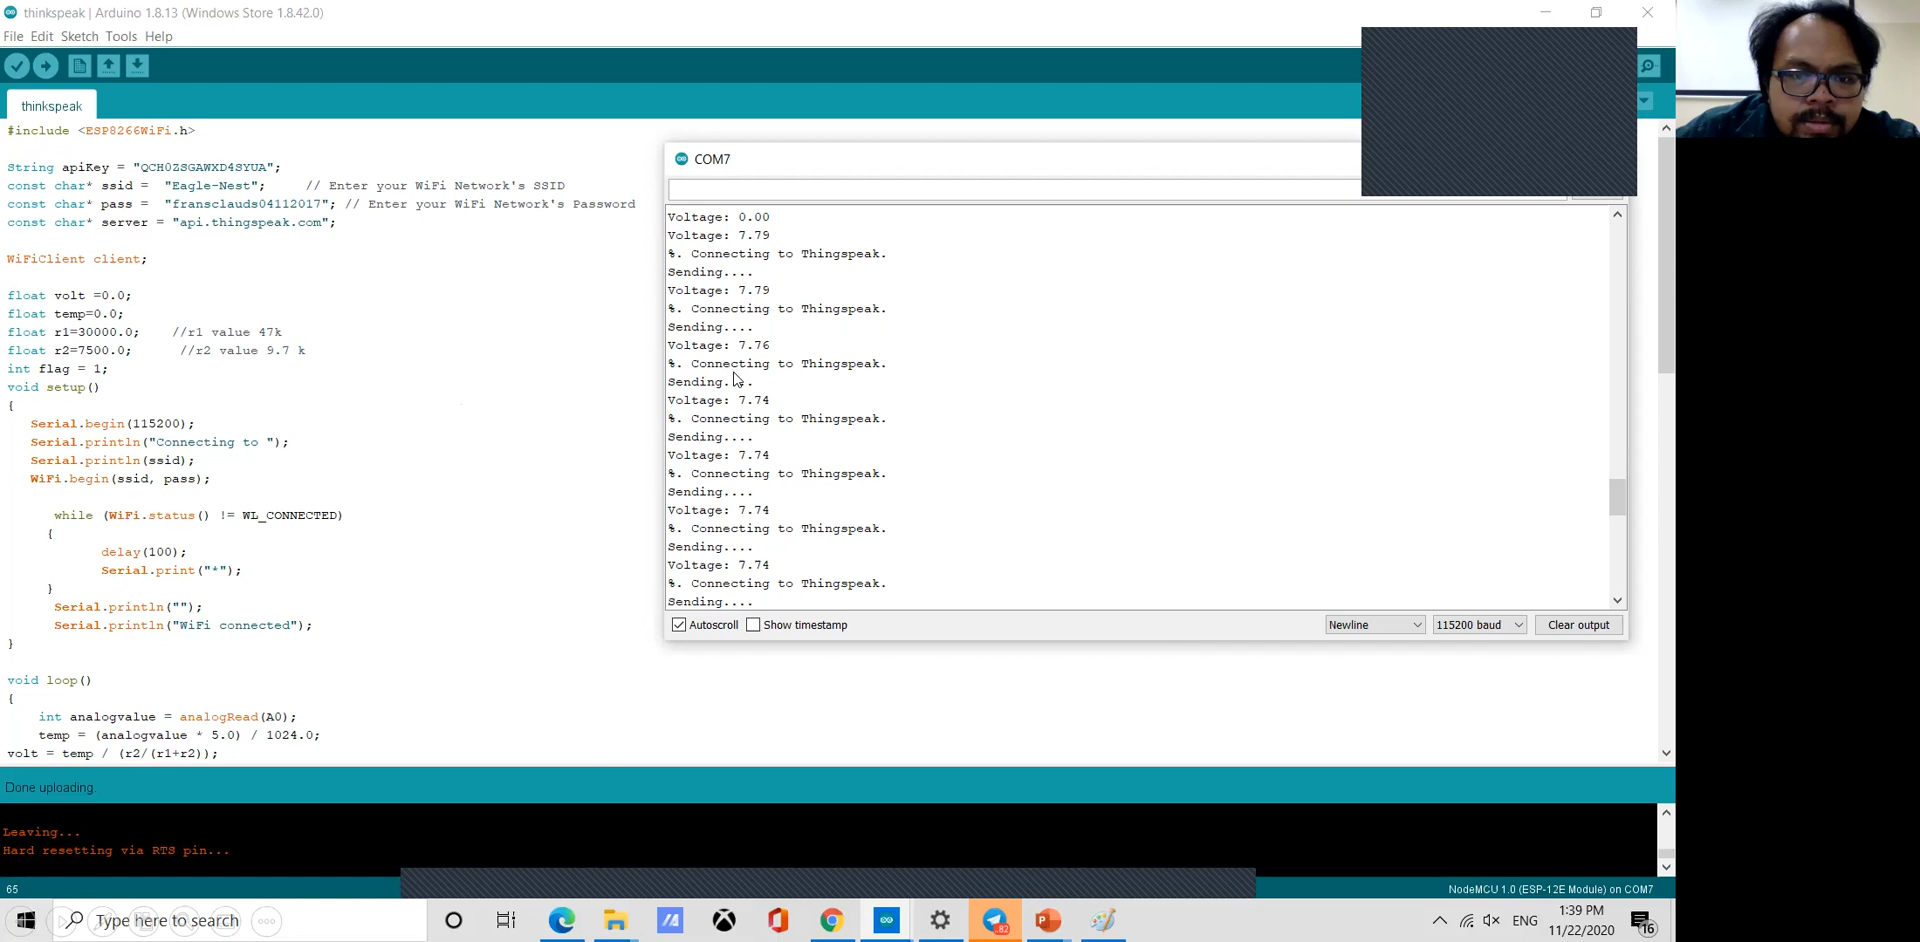 thinkspeak | Arduino 1.8.13 (Windows Store 1.8.42.0)
File Edit Sketch Tools Help
thinkspeak
#include <ESP8266WiFi.h>
String apiKey = "QCH0ZSGAWXD4SYUA";
const char* ssid =  "Eagle-Nest";     // Enter your WiFi Network's SSID
const char* pass =  "fransclauds04112017"; // Enter your WiFi Network's Password
const char* server = "api.thingspeak.com";
WiFiClient client;
float volt =0.0;
float temp=0.0;
float r1=30000.0;    //r1 value 47k
float r2=7500.0;      //r2 value 9.7 k
int flag = 1;
void setup()
{
Serial.begin(115200);
Serial.println("Connecting to ");
Serial.println(ssid);
WiFi.begin(ssid, pass);
while (WiFi.status() != WL_CONNECTED)
{
delay(100);
Serial.print("*");
}
Serial.println("");
Serial.println("WiFi connected");
}
void loop()
{
int analogvalue = analogRead(A0);
temp = (analogvalue * 5.0) / 1024.0;
volt = temp / (r2/(r1+r2));
COM7
Voltage: 0.00
Voltage: 7.79
%. Connecting to Thingspeak.
Sending....
Voltage: 7.79
%. Connecting to Thingspeak.
Sending....
Voltage: 7.76
%. Connecting to Thingspeak.
Sending....
Voltage: 7.74
%. Connecting to Thingspeak.
Sending....
Voltage: 7.74
%. Connecting to Thingspeak.
Sending....
Voltage: 7.74
%. Connecting to Thingspeak.
Sending....
Voltage: 7.74
%. Connecting to Thingspeak.
Sending....
Autoscroll Show timestamp Newline 115200 baud Clear output
Done uploading.
Leaving...
Hard resetting via RTS pin...
65 NodeMCU 1.0 (ESP-12E Module) on COM7
Type here to search
82
ENG
1:39 PM
11/22/2020
16